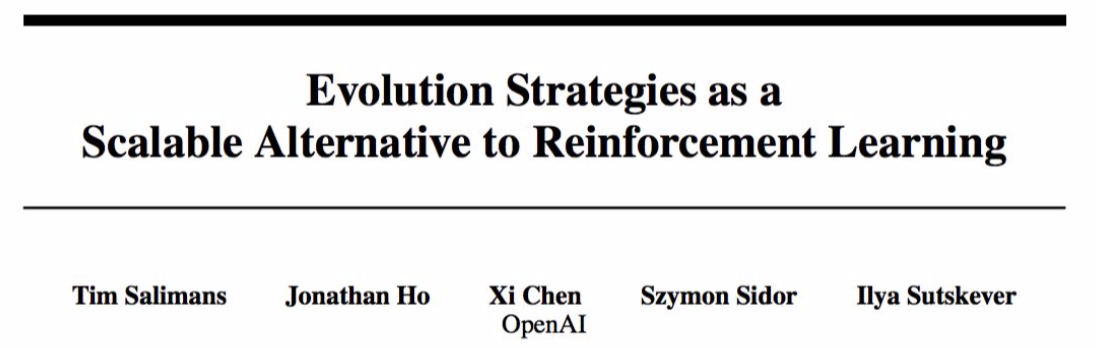 Evolution Strategies as a
Scalable Alternative to Reinforcement Learning
Tim Salimans Jonathan Ho Xi Chen Szymon Sidor Ilya Sutskever
OpenAI